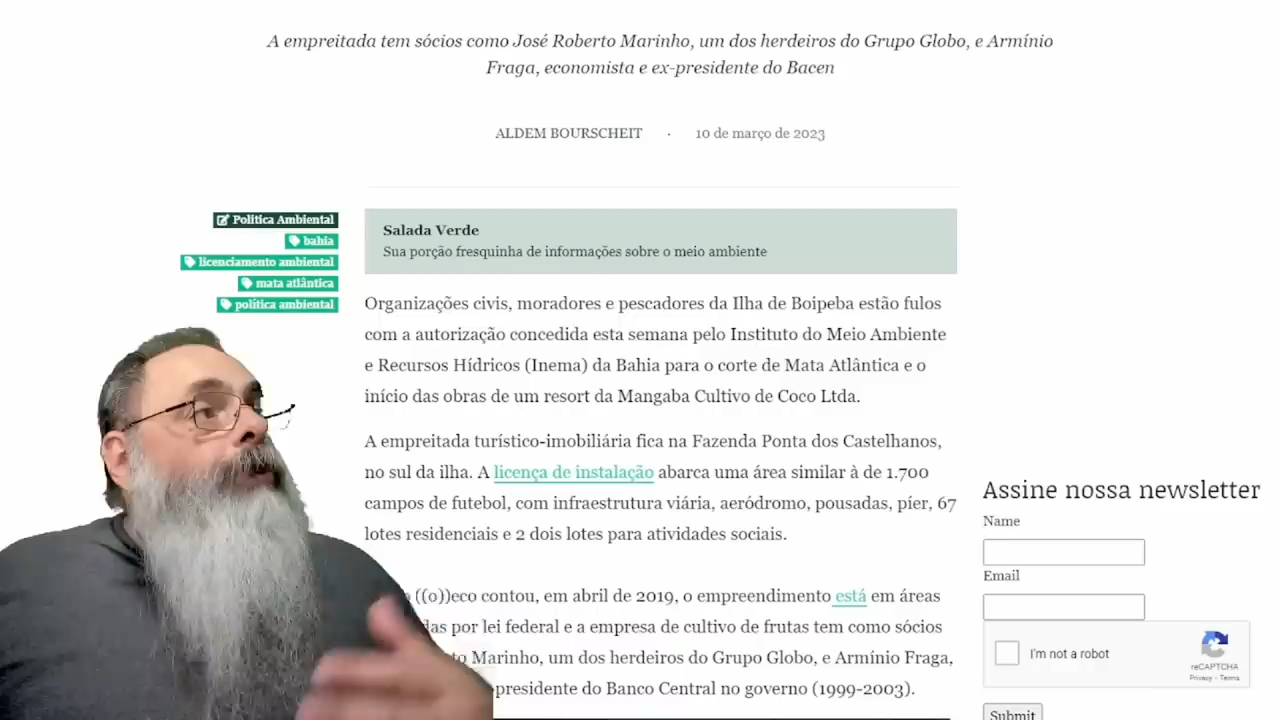 A empreitada tem sócios como José Roberto Marinho, um dos herdeiros do Grupo Globo, e Armínio
Fraga, economista e ex-presidente do Bacen
ALDEM BOURSCHEIT · 10 de março de 2023
Política Ambiental
bahia
licenciamento ambiental
mata atlântica
política ambiental
Salada Verde
Sua porção fresquinha de informações sobre o meio ambiente
Organizações civis, moradores e pescadores da Ilha de Boipeba estão fulos
com a autorização concedida esta semana pelo Instituto do Meio Ambiente
e Recursos Hídricos (Inema) da Bahia para o corte de Mata Atlântica e o
início das obras de um resort da Mangaba Cultivo de Coco Ltda.
A empreitada turístico-imobiliária fica na Fazenda Ponta dos Castelhanos,
no sul da ilha. A licença de instalação abarca uma área similar à de 1.700
campos de futebol, com infraestrutura viária, aeródromo, pousadas, píer, 67
lotes residenciais e 2 dois lotes para atividades sociais.
((o))eco contou, em abril de 2019, o empreendimento está em áreas
das por lei federal e a empresa de cultivo de frutas tem como sócios
to Marinho, um dos herdeiros do Grupo Globo, e Armínio Fraga,
presidente do Banco Central no governo (1999-2003).
Assine nossa newsletter
Name
Email
I'm not a robot
reCAPTCHA
Privacy - Terms
Submit